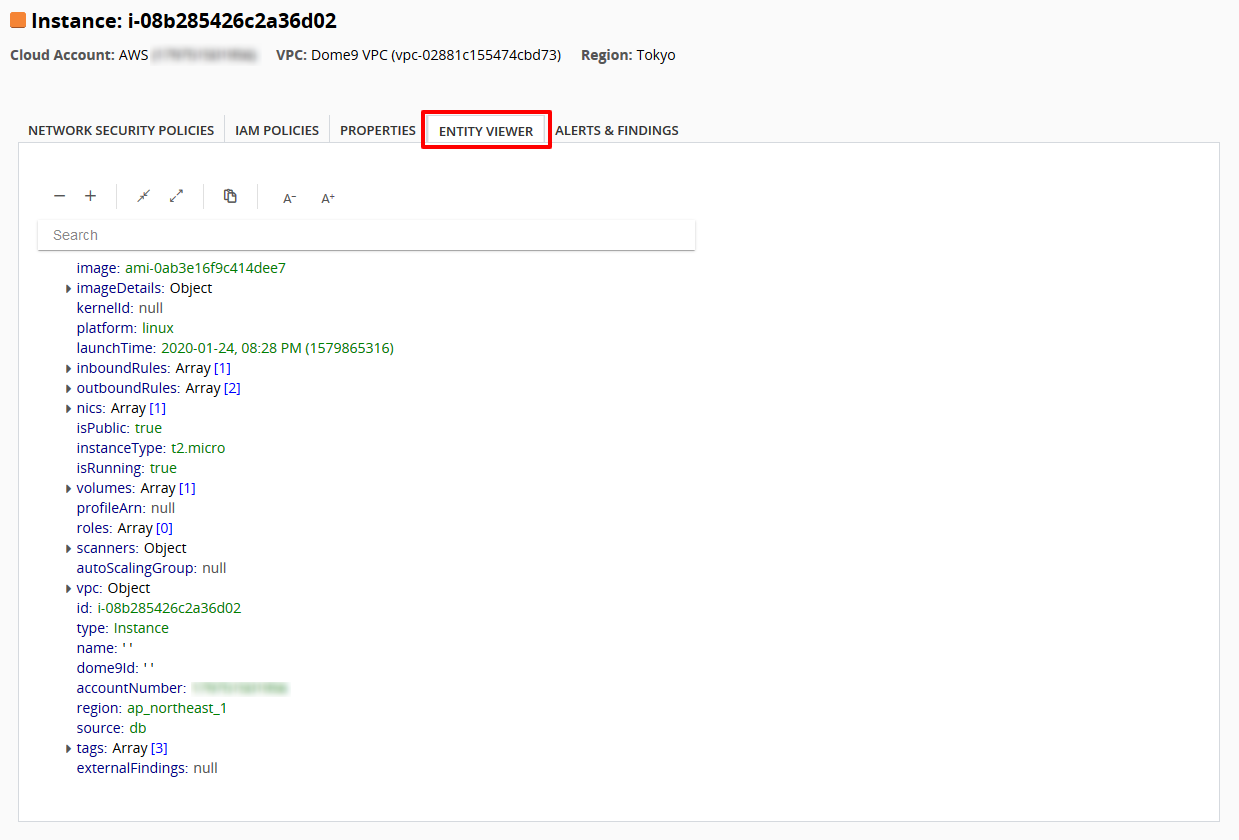 Instance: i-08b285426c2a36d02
Cloud Account: AWS VPC: Dome9 VPC (vpc-02881c155474cbd73) Region: Tokyo
NETWORK SECURITY POLICIES IAM POLICIES PROPERTIES ENTITY VIEWER ALERTS & FINDINGS
− + A⁻ A⁺
Search
image: ami-0ab3e16f9c414dee7
imageDetails: Object
kernelId: null
platform: linux
launchTime: 2020-01-24, 08:28 PM (1579865316)
inboundRules: Array [1]
outboundRules: Array [2]
nics: Array [1]
isPublic: true
instanceType: t2.micro
isRunning: true
volumes: Array [1]
profileArn: null
roles: Array [0]
scanners: Object
autoScalingGroup: null
vpc: Object
id: i-08b285426c2a36d02
type: Instance
name: ' '
dome9Id: ' '
accountNumber:
region: ap_northeast_1
source: db
tags: Array [3]
externalFindings: null